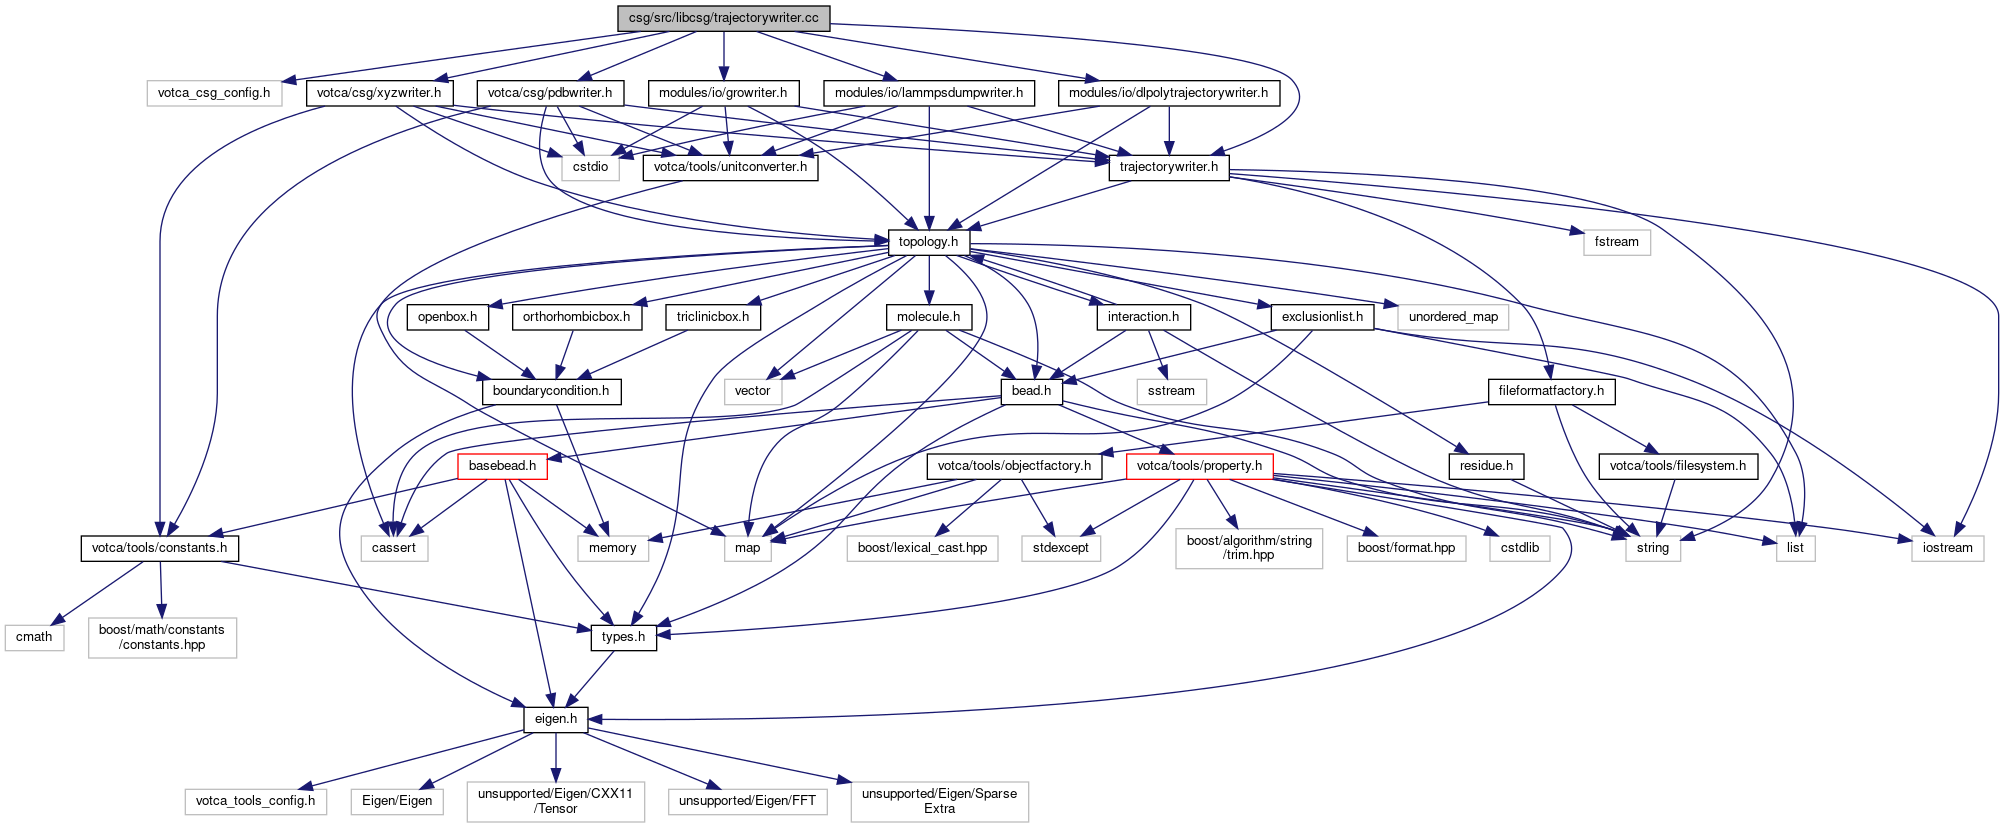 csg/src/libcsg/trajectorywriter.cc
votca_csg_config.h
votca/csg/xyzwriter.h
votca/csg/pdbwriter.h
modules/io/growriter.h
modules/io/lammpsdumpwriter.h
modules/io/dlpolytrajectorywriter.h
cstdio
votca/tools/unitconverter.h
trajectorywriter.h
topology.h
fstream
openbox.h
orthorhombicbox.h
triclinicbox.h
molecule.h
interaction.h
exclusionlist.h
unordered_map
boundarycondition.h
vector
bead.h
sstream
fileformatfactory.h
basebead.h
votca/tools/objectfactory.h
votca/tools/property.h
residue.h
votca/tools/filesystem.h
votca/tools/constants.h
cassert
memory
map
boost/lexical_cast.hpp
stdexcept
boost/algorithm/string
/trim.hpp
boost/format.hpp
cstdlib
string
list
iostream
cmath
boost/math/constants
/constants.hpp
types.h
eigen.h
votca_tools_config.h
Eigen/Eigen
unsupported/Eigen/CXX11
/Tensor
unsupported/Eigen/FFT
unsupported/Eigen/Sparse
Extra